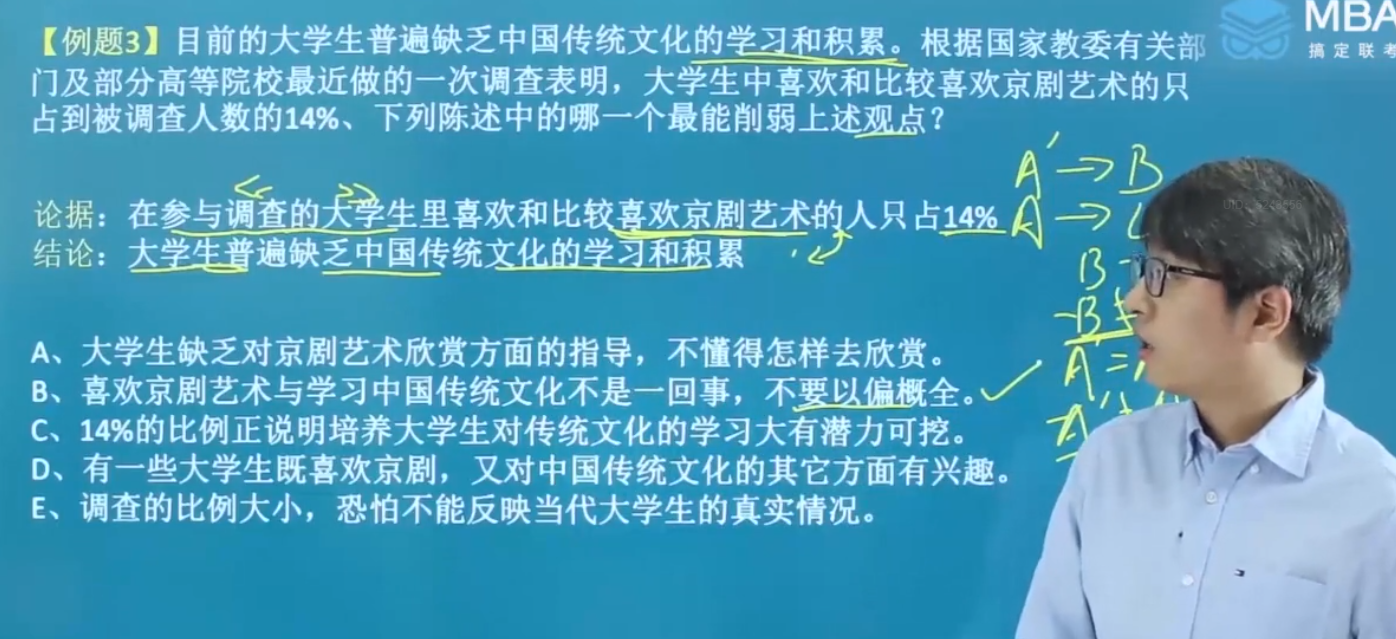 【例题3】目前的大学生普遍缺乏中国传统文化的学习和积累。根据国家教委有关部
门及部分高等院校最近做的一次调查表明，大学生中喜欢和比较喜欢京剧艺术的只
占到被调查人数的14%、下列陈述中的哪一个最能削弱上述观点？
MBA
搞定联考
论据：在参与调查的大学生里喜欢和比较喜欢京剧艺术的人只占14%
结论：大学生普遍缺乏中国传统文化的学习和积累
A′→B
A→
B
-B
A′=
A、大学生缺乏对京剧艺术欣赏方面的指导，不懂得怎样去欣赏。
B、喜欢京剧艺术与学习中国传统文化不是一回事，不要以偏概全。✓
C、14%的比例正说明培养大学生对传统文化的学习大有潜力可挖。
D、有一些大学生既喜欢京剧，又对中国传统文化的其它方面有兴趣。
E、调查的比例大小，恐怕不能反映当代大学生的真实情况。